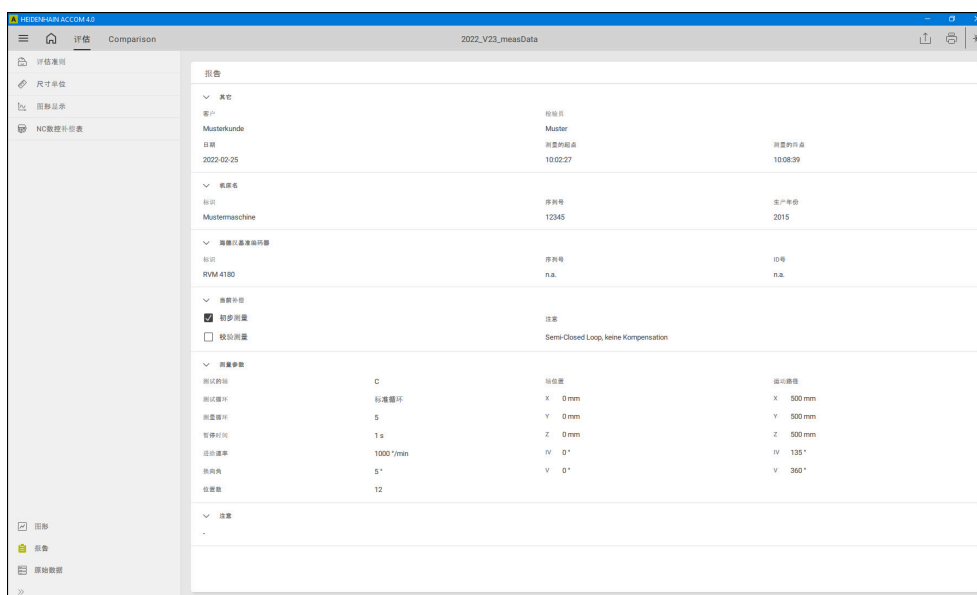 HEIDENHAIN ACCOM 4.0
评估 Comparison 2022_V23_measData
评估准则
尺寸单位
图形显示
NC数控补偿表
报告
其它
客户 检验员
Musterkunde Muster
日期 测量的起点 测量的终点
2022-02-25 10:02:27 10:08:39
机床名
标识 序列号 生产年份
Mustermaschine 12345 2015
海德汉基准编码器
标识 序列号 ID号
RVM 4180 n.a. n.a.
当前补偿
初步测量 注意
校验测量 Semi-Closed Loop, keine Kompensation
测量参数
测试的轴 C 轴位置 运动路径
测试循环 标准循环 X 0 mm X 500 mm
测量循环 5 Y 0 mm Y 500 mm
暂停时间 1 s Z 0 mm Z 500 mm
进给速率 1000 °/min IV 0 ° IV 135 °
换向角 5 ° V 0 ° V 360 °
位置数 12
注意
-
图形
报告
原始数据